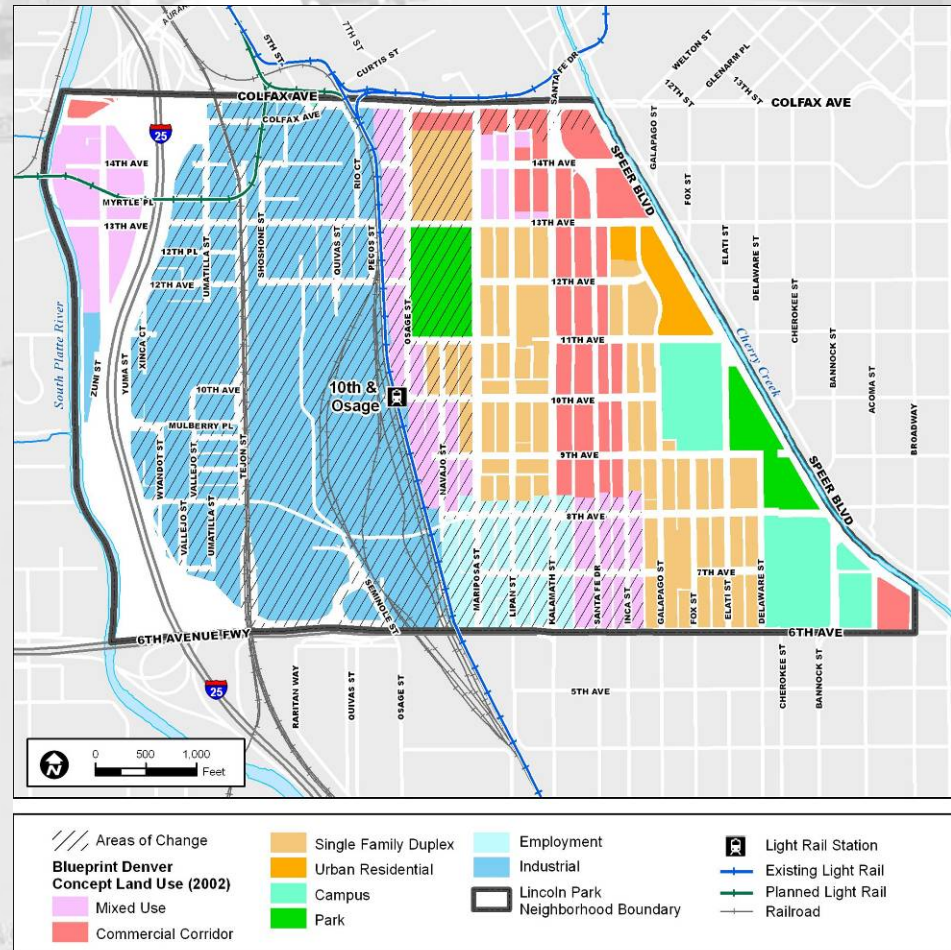 AURARIA
5TH ST
7TH ST
CURTIS ST
SANTA FE DR
WELTON ST
GLENARM PL
12TH ST
13TH ST
COLFAX AVE
COLFAX AVE
COLFAX AVE
25
GALAPAGO ST
SPEER BLVD
14TH AVE
14TH AVE
RIO CT
MYRTLE PL
13TH AVE
13TH AVE
FOX ST
UMATILLA ST
SHOSHONE ST
QUIVAS ST
PECOS ST
12TH PL
12TH AVE
12TH AVE
ELATI ST
DELAWARE ST
CHEROKEE ST
BANNOCK ST
ACOMA ST
BROADWAY
OSAGE ST
11TH AVE
Cherry Creek
South Platte River
ZUNI ST
YUMA ST
XINCA CT
10th &
Osage
10TH AVE
10TH AVE
MULBERRY PL
WYANDOT ST
VALLEJO ST
TEJON ST
NAVAJO ST
9TH AVE
SPEER BLVD
VALLEJO ST
UMATILLA ST
8TH AVE
MARIPOSA ST
LIPAN ST
KALAMATH ST
SANTA FE DR
INCA ST
GALAPAGO ST
FOX ST
7TH AVE
ELATI ST
DELAWARE ST
SEMINOLE ST
6TH AVENUE FWY
6TH AVE
25
RARITAN WAY
QUIVAS ST
OSAGE ST
5TH AVE
CHEROKEE ST
BANNOCK ST
N
0 500 1,000
Feet
Areas of Change
Blueprint Denver
Concept Land Use (2002)
Mixed Use
Commercial Corridor
Single Family Duplex
Urban Residential
Campus
Park
Employment
Industrial
Lincoln Park
Neighborhood Boundary
Light Rail Station
Existing Light Rail
Planned Light Rail
Railroad